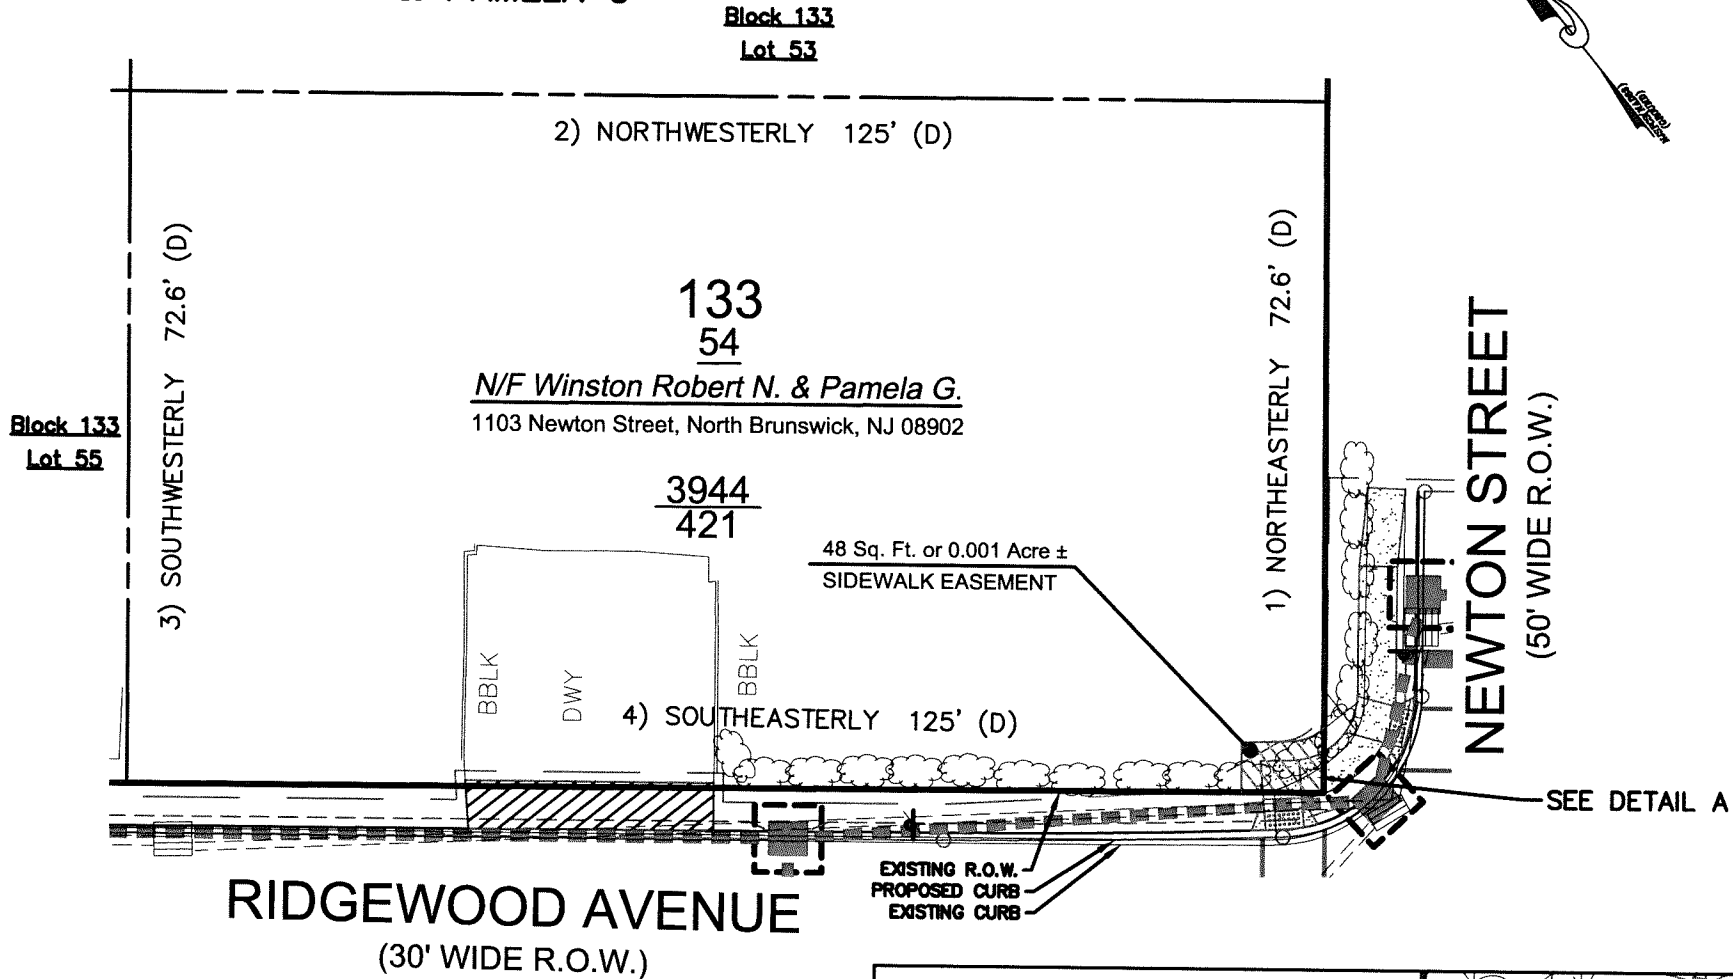 Block 133
Lot 53
2) NORTHWESTERLY 125' (D)
3) SOUTHWESTERLY 72.6' (D)
1) NORTHEASTERLY 72.6' (D)
133
54
N/F Winston Robert N. & Pamela G.
1103 Newton Street, North Brunswick, NJ 08902
Block 133
Lot 55
3944
421
48 Sq. Ft. or 0.001 Acre ±
SIDEWALK EASEMENT
NEWTON STREET
(50' WIDE R.O.W.)
BBLK
DWY
BBLK
4) SOUTHEASTERLY 125' (D)
SEE DETAIL A
EXISTING R.O.W.
PROPOSED CURB
EXISTING CURB
RIDGEWOOD AVENUE
(30' WIDE R.O.W.)